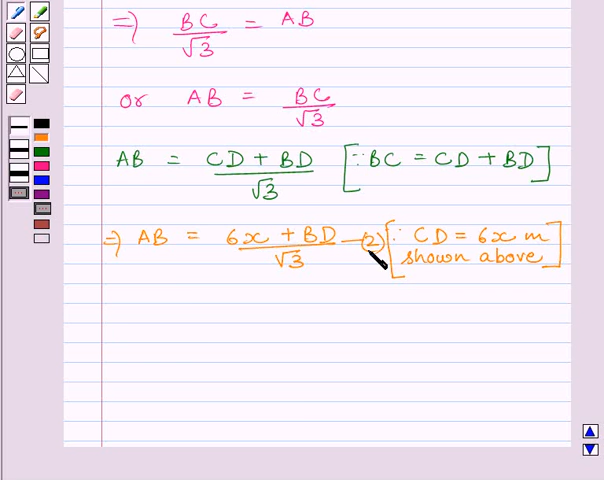 ⇒ BC/√3 = AB
or AB = BC/√3
AB = CD + BD/√3 [∵ BC = CD + BD]
⇒ AB = 6x + BD/√3 —(2) [∵ CD = 6x m
shown above]